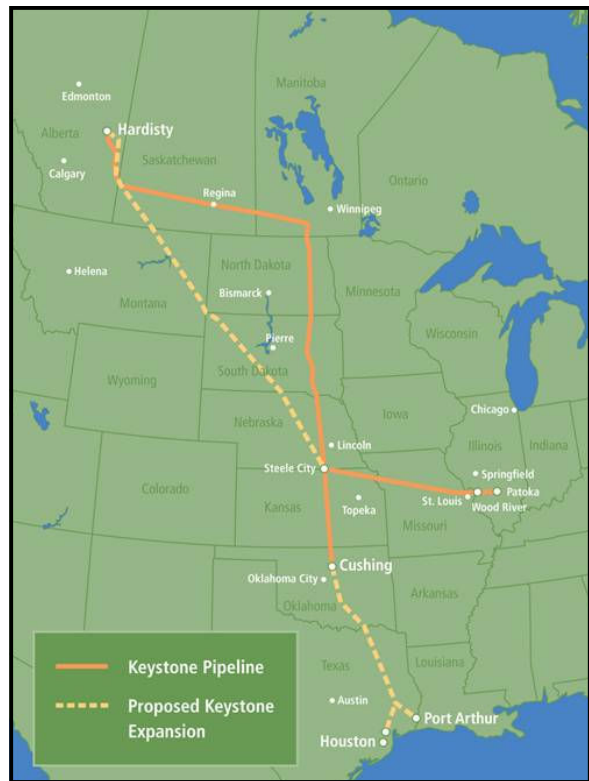 Manitoba
Edmonton
Alberta
Hardisty
Saskatchewan
Calgary
Ontario
Regina
Winnipeg
Helena
North Dakota
Minnesota
Bismarck
Montana
Wisconsin
Pierre
South Dakota
Wyoming
Chicago
Iowa
Nebraska
Lincoln
Illinois
Indiana
Steele City
Springfield
Colorado
Patoka
St. Louis
Wood River
Kansas
Topeka
Missouri
Cushing
Oklahoma City
Arkansas
Oklahoma
Texas
Louisiana
Keystone Pipeline
Austin
Proposed Keystone
Expansion
Port Arthur
Houston